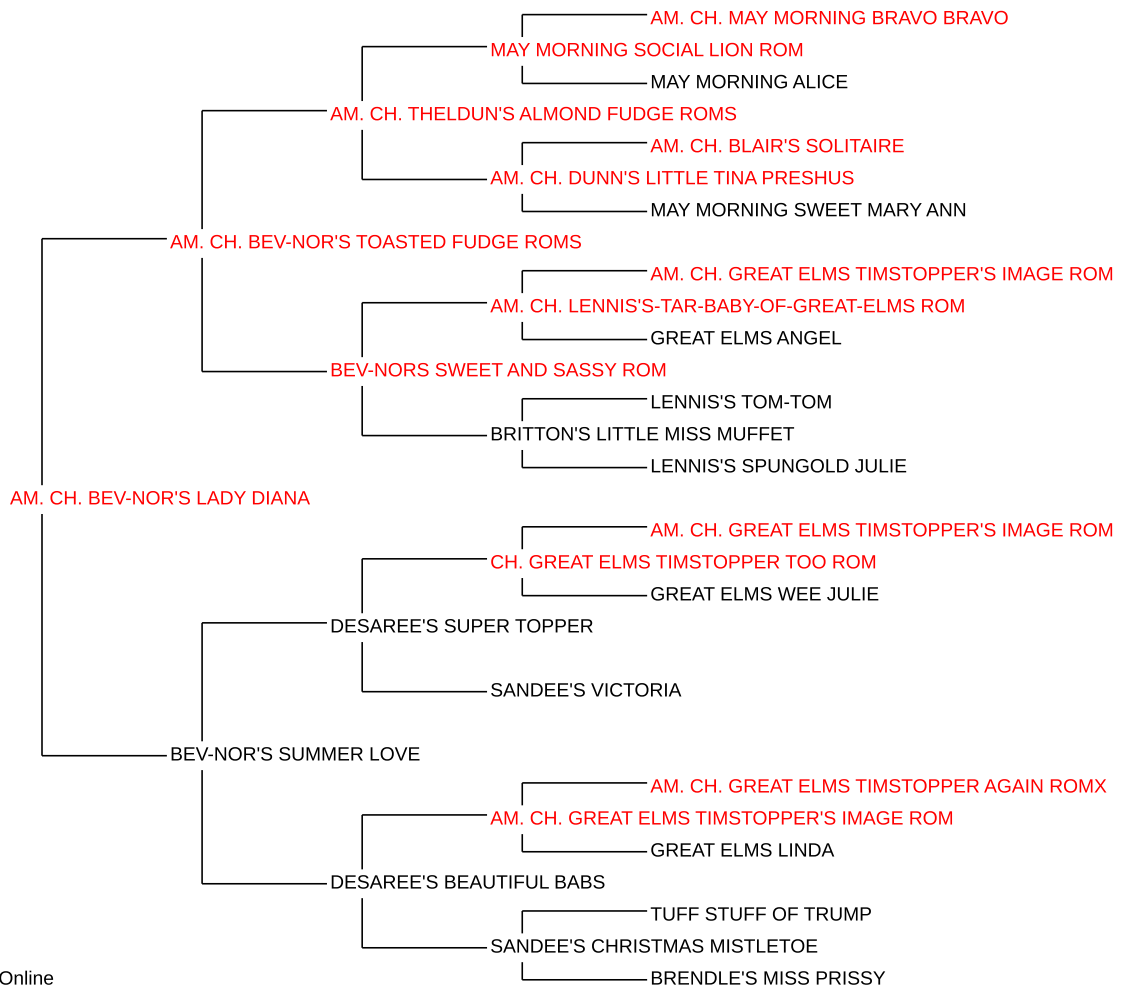 AM. CH. MAY MORNING BRAVO BRAVO
MAY MORNING SOCIAL LION ROM
MAY MORNING ALICE
AM. CH. THELDUN'S ALMOND FUDGE ROMS
AM. CH. BLAIR'S SOLITAIRE
AM. CH. DUNN'S LITTLE TINA PRESHUS
MAY MORNING SWEET MARY ANN
AM. CH. BEV-NOR'S TOASTED FUDGE ROMS
AM. CH. GREAT ELMS TIMSTOPPER'S IMAGE ROM
AM. CH. LENNIS'S-TAR-BABY-OF-GREAT-ELMS ROM
GREAT ELMS ANGEL
BEV-NORS SWEET AND SASSY ROM
LENNIS'S TOM-TOM
BRITTON'S LITTLE MISS MUFFET
LENNIS'S SPUNGOLD JULIE
AM. CH. BEV-NOR'S LADY DIANA
AM. CH. GREAT ELMS TIMSTOPPER'S IMAGE ROM
CH. GREAT ELMS TIMSTOPPER TOO ROM
GREAT ELMS WEE JULIE
DESAREE'S SUPER TOPPER
SANDEE'S VICTORIA
BEV-NOR'S SUMMER LOVE
AM. CH. GREAT ELMS TIMSTOPPER AGAIN ROMX
AM. CH. GREAT ELMS TIMSTOPPER'S IMAGE ROM
GREAT ELMS LINDA
DESAREE'S BEAUTIFUL BABS
TUFF STUFF OF TRUMP
SANDEE'S CHRISTMAS MISTLETOE
BRENDLE'S MISS PRISSY
Online